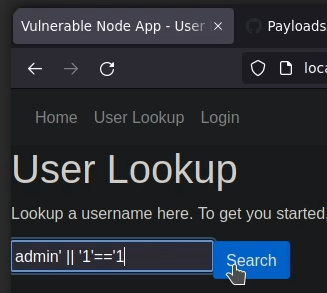 Vulnerable Node App - User
Payloads
loca
Home User Lookup Login
User Lookup
Lookup a username here. To get you started,
admin' || '1'=='1
Search